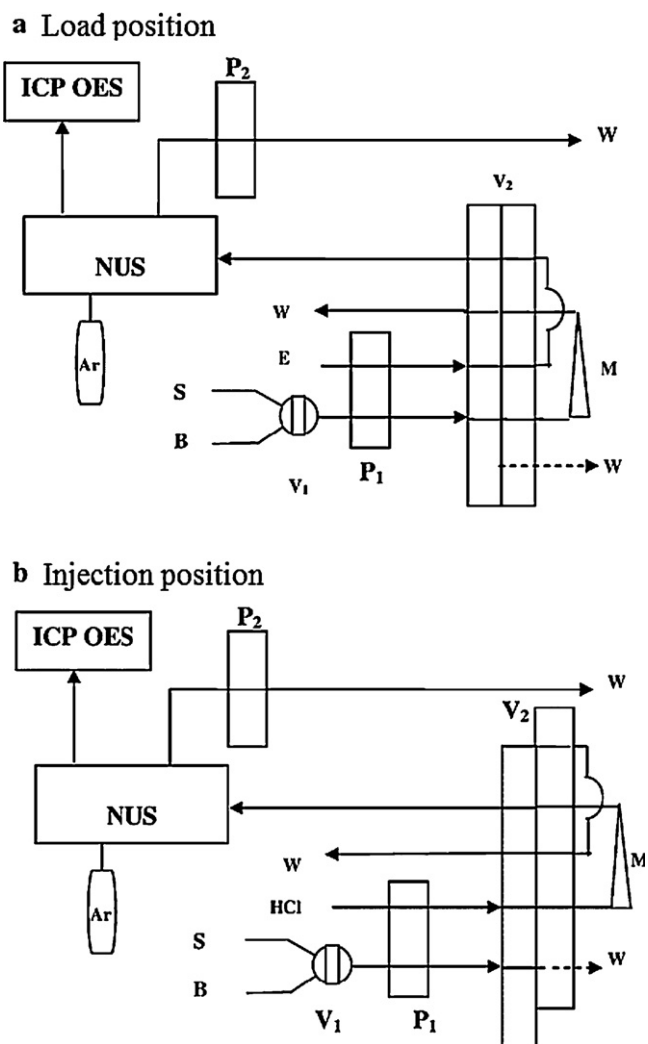 a Load position
ICP OES
P₂
W
V₂
NUS
W
E
Ar
M
S
B
V₁
P₁
W
b Injection position
ICP OES
P₂
W
V₂
NUS
W
M
HCl
Ar
S
W
B
V₁
P₁